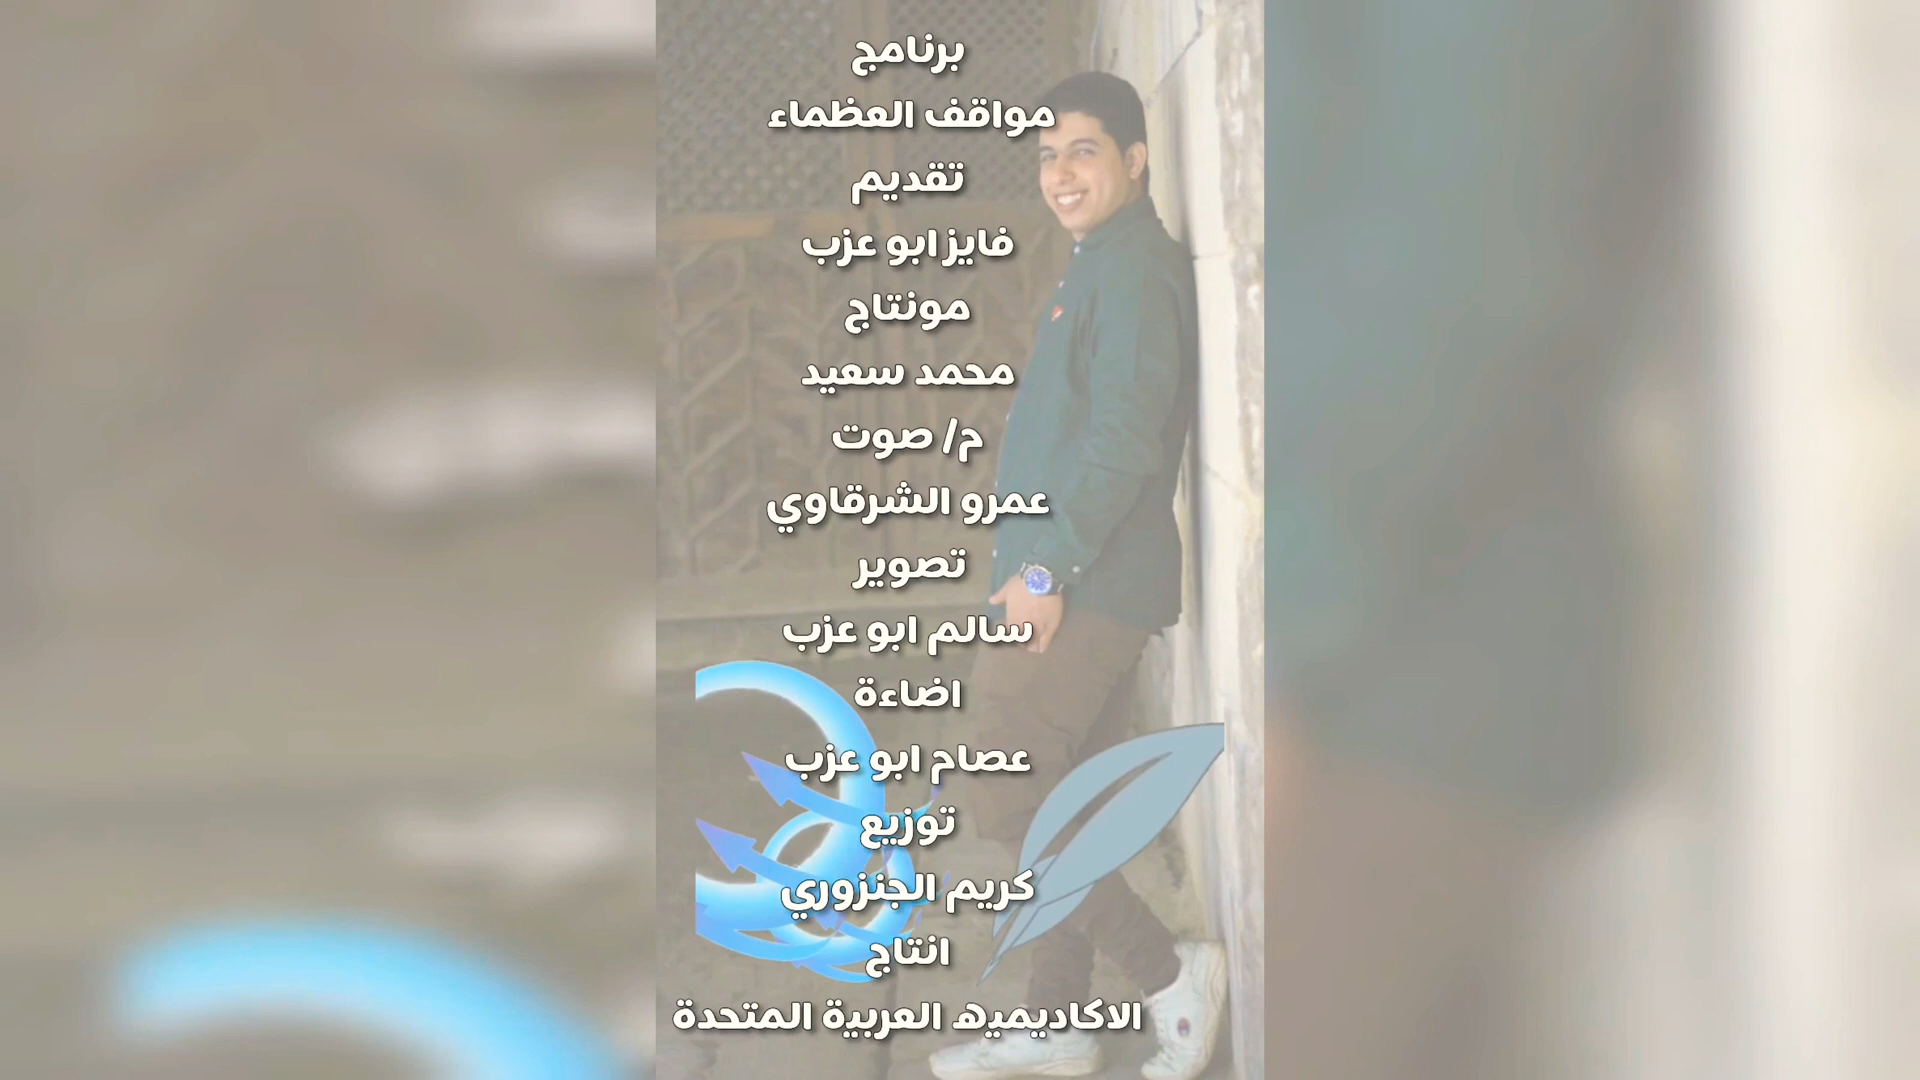 برنامج
مواقف العظماء
تقديم
فايز ابو عزب
مونتاج
محمد سعيد
م/ صوت
عمرو الشرقاوي
تصوير
سالم ابو عزب
اضاءة
عصام ابو عزب
توزيع
كريم الجنزوري
انتاج
الاكاديميه العربية المتحدة